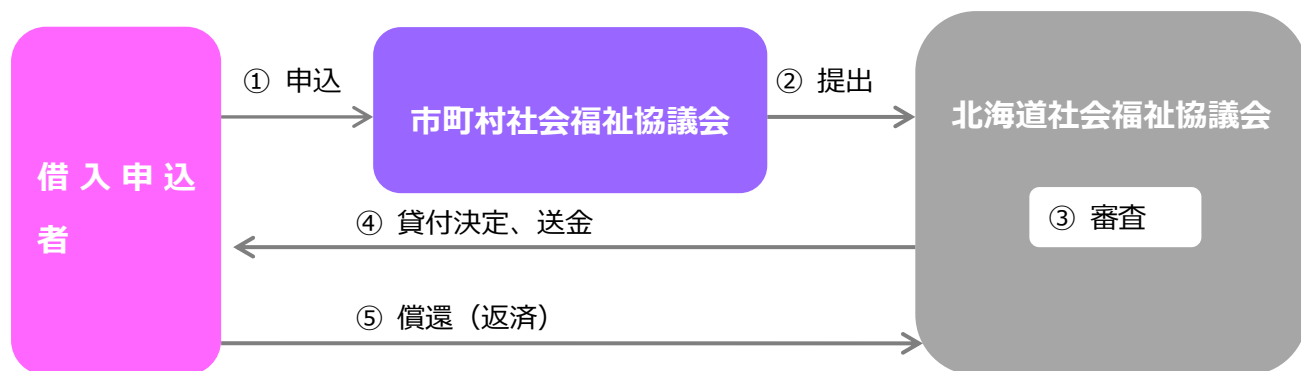 ① 申込
② 提出
市町村社会福祉協議会
北海道社会福祉協議会
借入申込
者
③ 審査
④ 貸付決定、送金
⑤ 償還（返済）